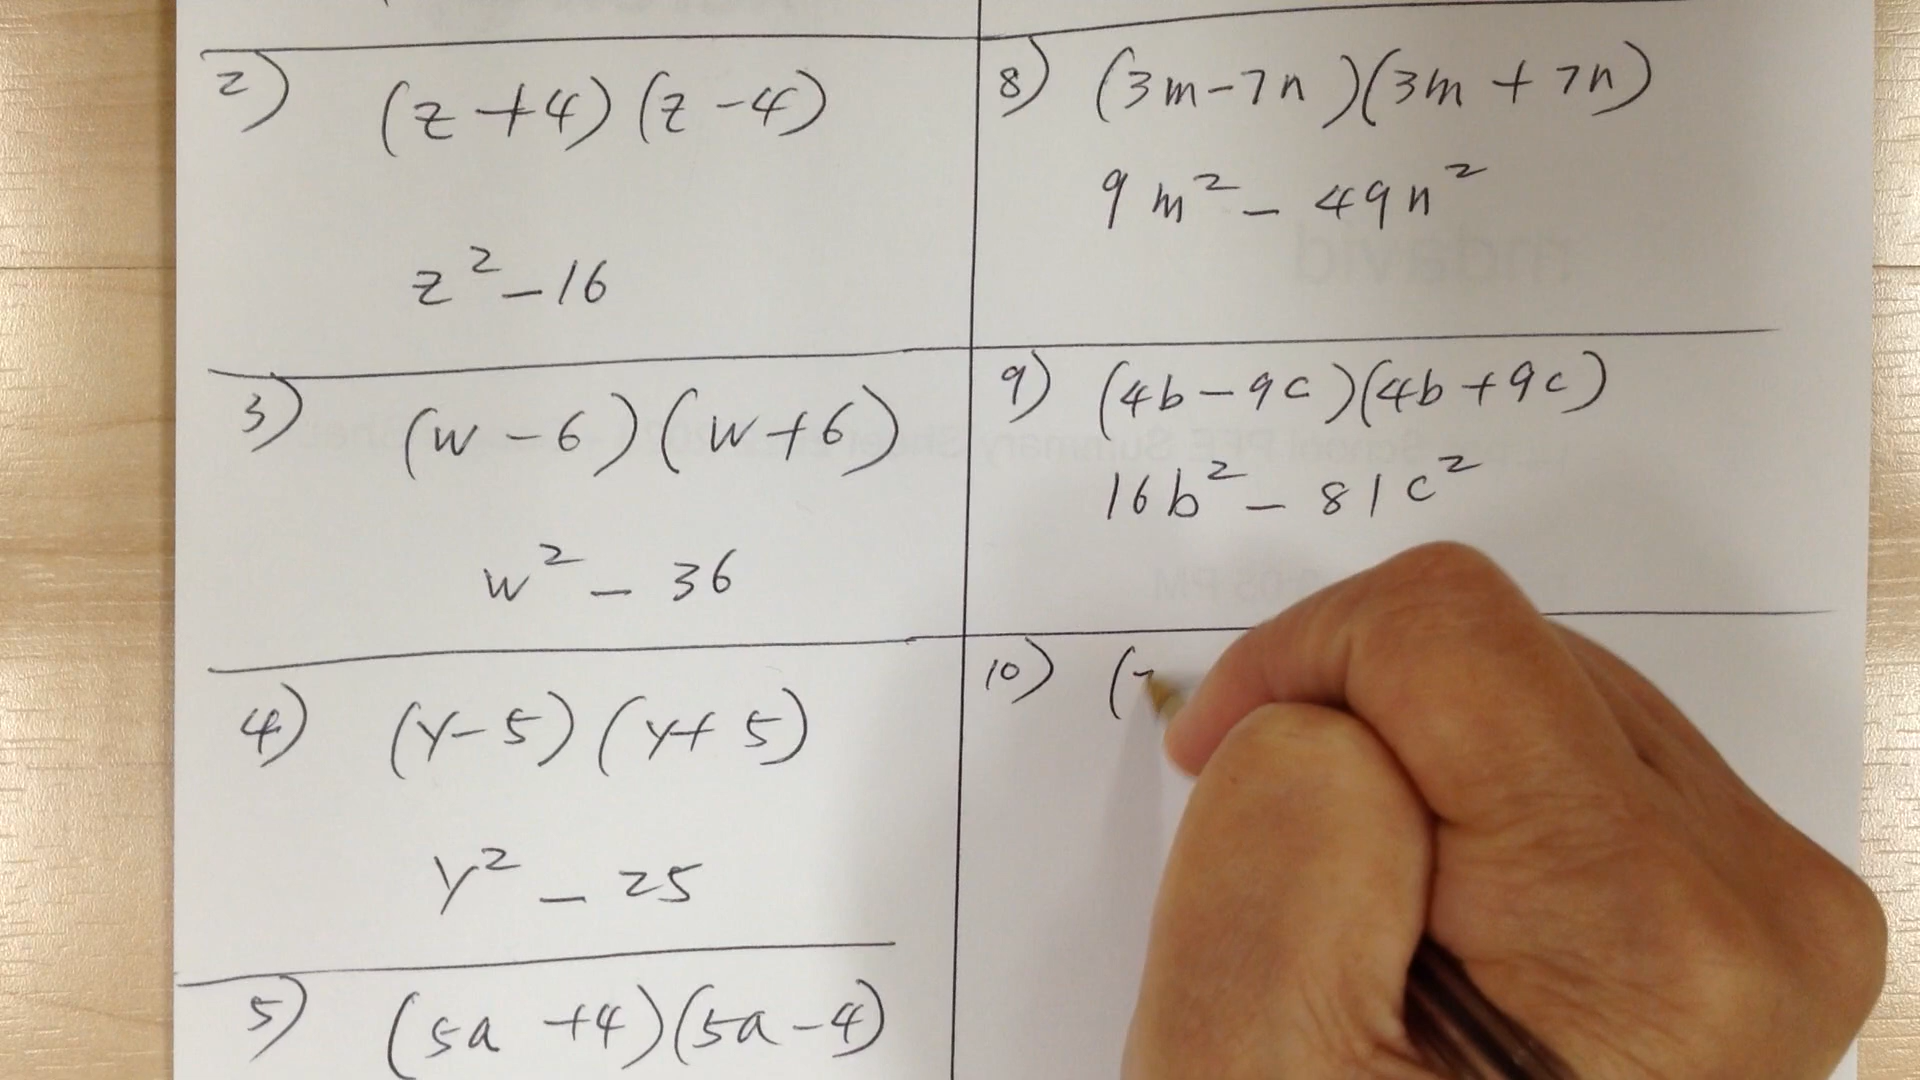 2) (z + 4) (z - 4)
z² - 16
3) (w - 6) (w + 6)
w² - 36
4) (y - 5) (y + 5)
y² - 25
5) (5a + 4)(5a - 4)
8) (3m - 7n)(3m + 7n)
9m² - 49n²
9) (4b - 9c)(4b + 9c)
16b² - 81c²
10) (